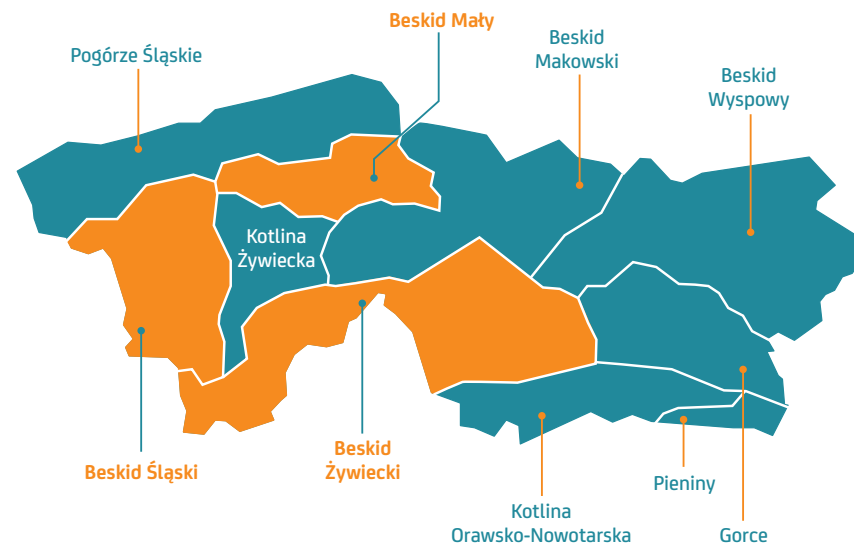 Beskid Mały
Pogórze Śląskie
Beskid
Makowski
Beskid
Wyspowy
Kotlina
Żywiecka
Beskid Śląski
Beskid
Żywiecki
Pieniny
Kotlina
Orawsko-Nowotarska
Gorce